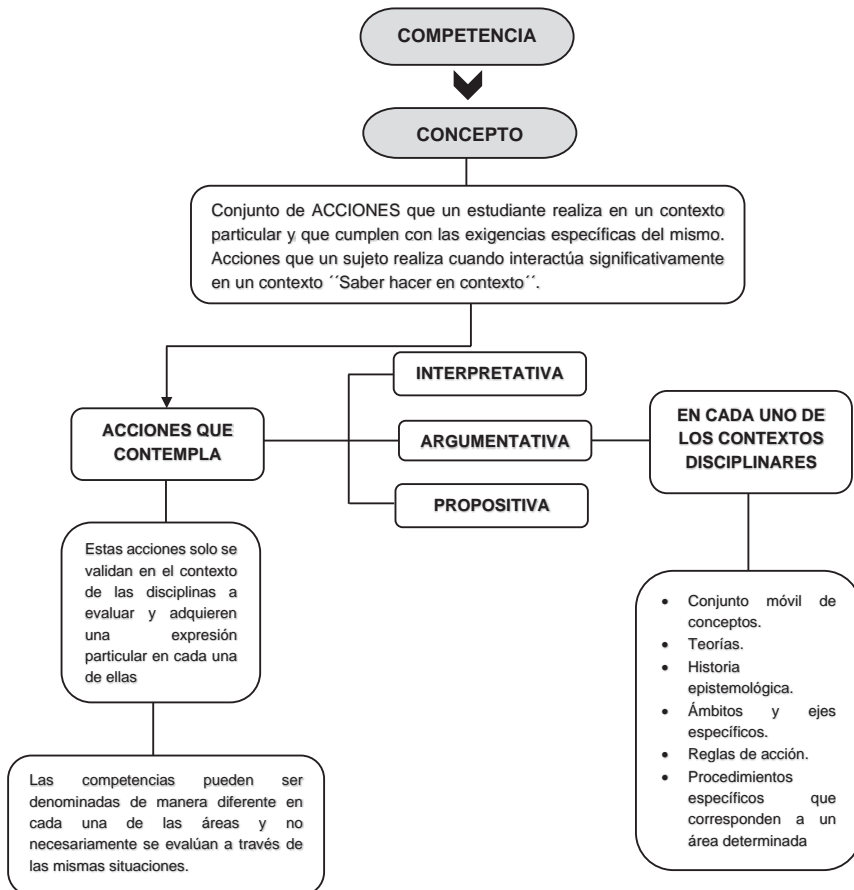 COMPETENCIA
CONCEPTO
Conjunto de ACCIONES que un estudiante realiza en un contexto
particular y que cumplen con las exigencias específicas del mismo.
Acciones que un sujeto realiza cuando interactúa significativamente
en un contexto ´´Saber hacer en contexto´´.
ACCIONES QUE
CONTEMPLA
INTERPRETATIVA
ARGUMENTATIVA
PROPOSITIVA
EN CADA UNO DE
LOS CONTEXTOS
DISCIPLINARES
Estas acciones solo se
validan en el contexto
de las disciplinas a
evaluar y adquieren
una expresión
particular en cada una
de ellas
Las competencias pueden ser
denominadas de manera diferente en
cada una de las áreas y no
necesariamente se evalúan a través de
las mismas situaciones.
• Conjunto móvil de
conceptos.
• Teorías.
• Historia
epistemológica.
• Ámbitos y ejes
específicos.
• Reglas de acción.
• Procedimientos
específicos que
corresponden a un
área determinada